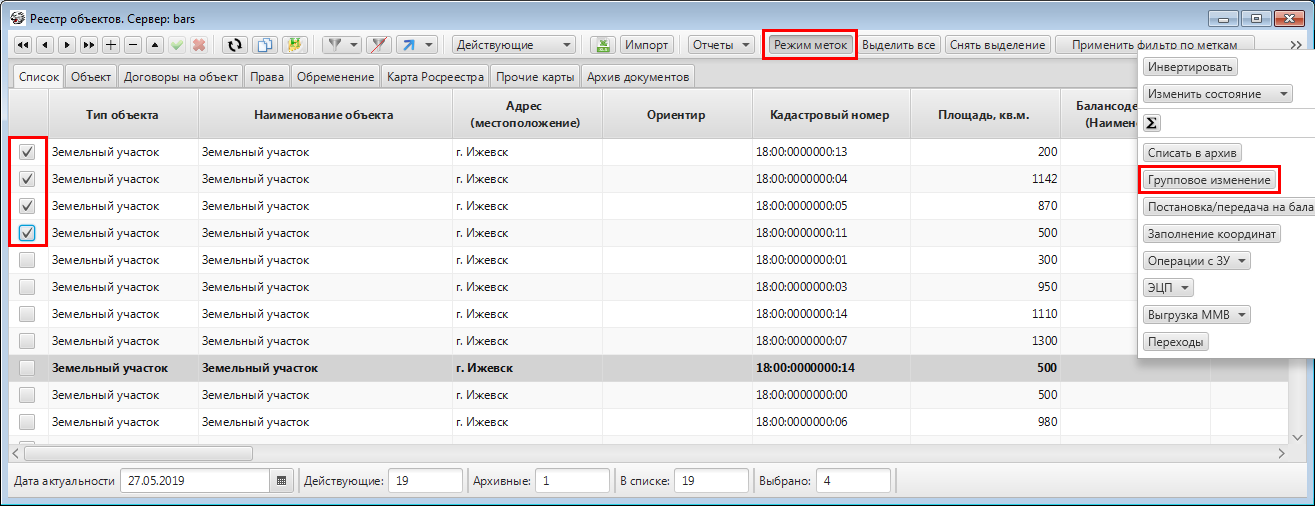 Реестр объектов. Сервер: bars
Действующие Импорт Отчеты Режим меток Выделить все Снять выделение Применить фильтр по меткам
Инвертировать
Изменить состояние
Σ
Списать в архив
Групповое изменение
Постановка/передача на бала
Заполнение координат
Операции с ЗУ
ЭЦП
Выгрузка ММВ
Переходы
Список Объект Договоры на объект Права Обременение Карта Росреестра Прочие карты Архив документов
Тип объекта Наименование объекта Адрес (местоположение) Ориентир Кадастровый номер Площадь, кв.м. Балансоде (Наимен
Земельный участок Земельный участок г. Ижевск 18:00:0000000:13 200
Земельный участок Земельный участок г. Ижевск 18:00:0000000:04 1142
Земельный участок Земельный участок г. Ижевск 18:00:0000000:05 870
Земельный участок Земельный участок г. Ижевск 18:00:0000000:11 500
Земельный участок Земельный участок г. Ижевск 18:00:0000000:01 300
Земельный участок Земельный участок г. Ижевск 18:00:0000000:03 950
Земельный участок Земельный участок г. Ижевск 18:00:0000000:14 1110
Земельный участок Земельный участок г. Ижевск 18:00:0000000:07 1300
Земельный участок Земельный участок г. Ижевск 18:00:0000000:14 500
Земельный участок Земельный участок г. Ижевск 18:00:0000000:00 500
Земельный участок Земельный участок г. Ижевск 18:00:0000000:06 980
Дата актуальности 27.05.2019 Действующие: 19 Архивные: 1 В списке: 19 Выбрано: 4